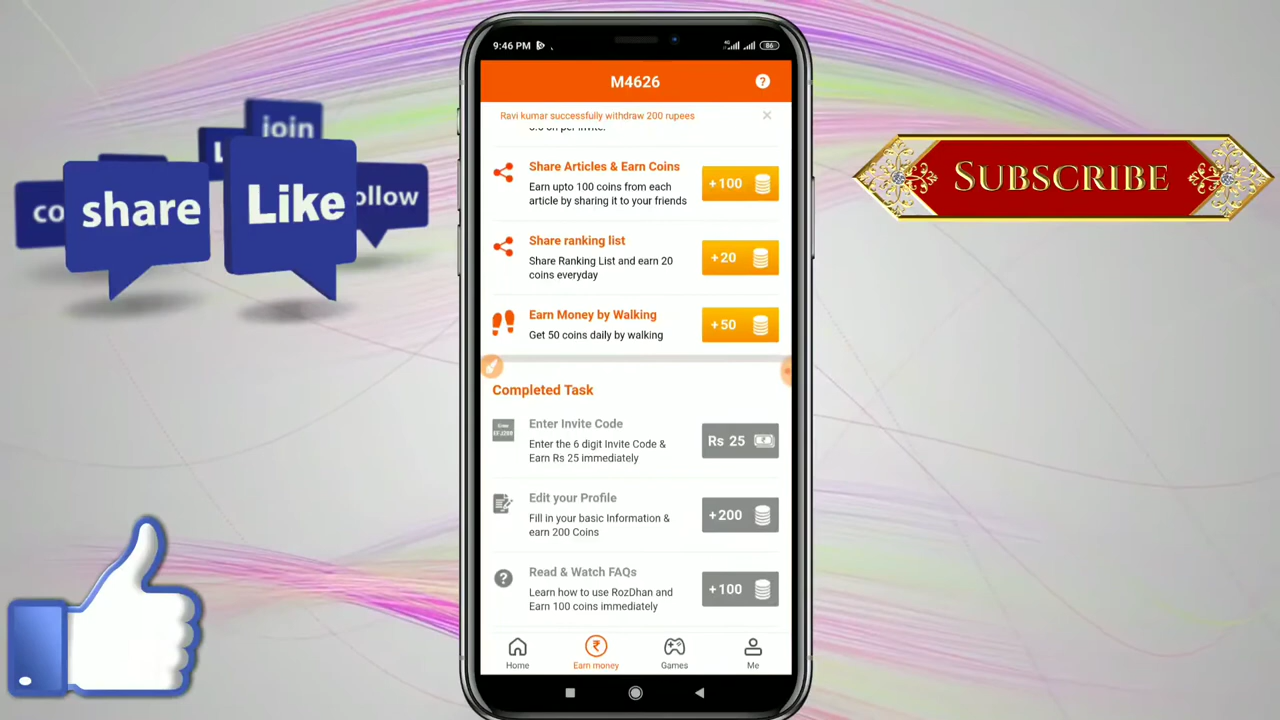 join
share
Like
ollow
co
SUBSCRIBE
9:46 PM
4G
86
M4626
?
Ravi kumar successfully withdraw 200 rupees
Share Articles & Earn Coins
Earn upto 100 coins from each
article by sharing it to your friends
+100
Share ranking list
Share Ranking List and earn 20
coins everyday
+20
Earn Money by Walking
Get 50 coins daily by walking
+50
Completed Task
Enter Invite Code
Enter the 6 digit Invite Code &
Earn Rs 25 immediately
Rs 25
Edit your Profile
Fill in your basic Information &
earn 200 Coins
+200
?
Read & Watch FAQs
Learn how to use RozDhan and
Earn 100 coins immediately
+100
₹
Home
Earn money
Games
Me